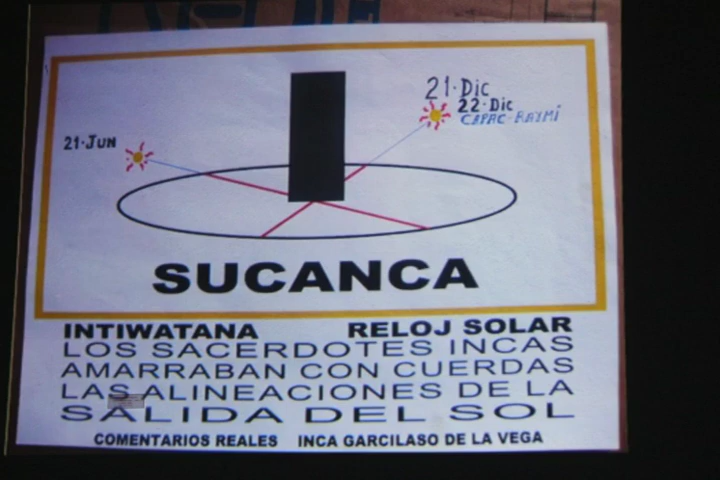 21·Dic
22·Dic
CAPAC-RAYMI
21·Jun
SUCANCA
INTIWATANA RELOJ SOLAR
LOS SACERDOTES INCAS
AMARRABAN CON CUERDAS
LAS ALINEACIONES DE LA
SALIDA DEL SOL
COMENTARIOS REALES INCA GARCILASO DE LA VEGA